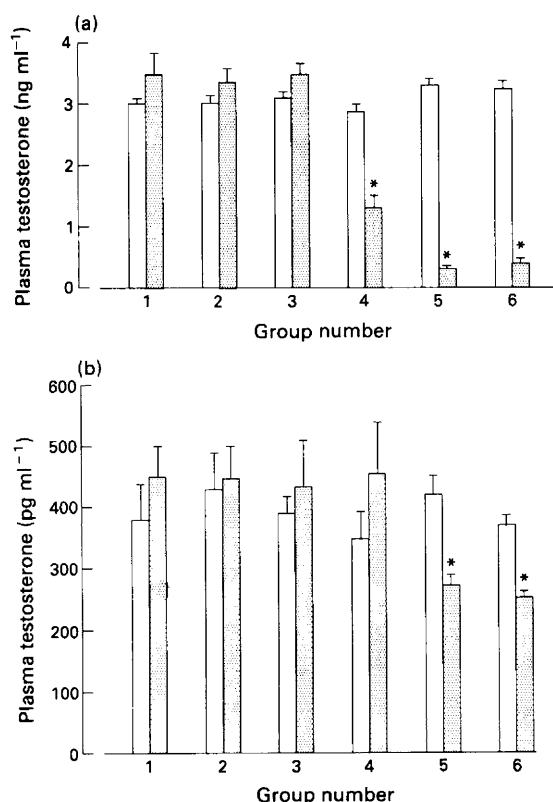 (a)
Plasma testosterone (ng ml⁻¹)
4
3
2
1
0
*
*
*
1 2 3 4 5 6
Group number
(b)
Plasma testosterone (pg ml⁻¹)
600
500
400
300
200
100
0
*
*
1 2 3 4 5 6
Group number